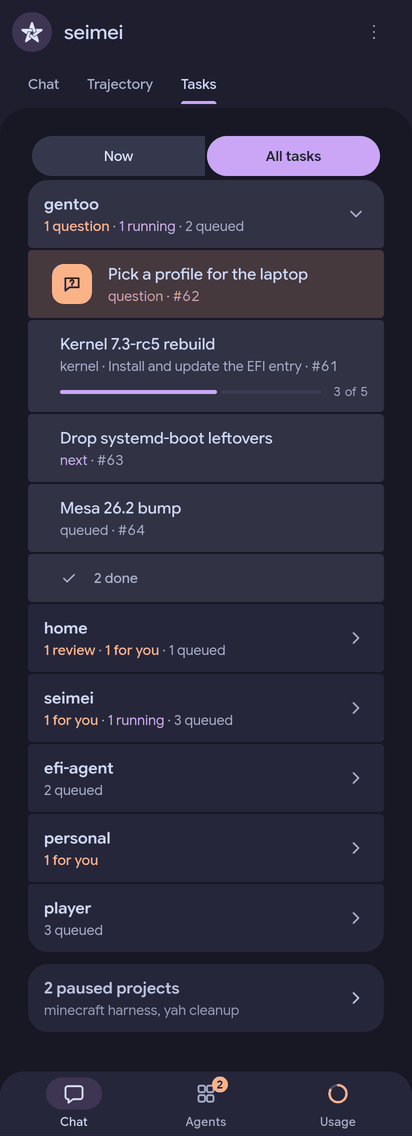 seimei
Chat
Trajectory
Tasks
Now
All tasks
gentoo
1 question · 1 running · 2 queued
Pick a profile for the laptop
question · #62
Kernel 7.3-rc5 rebuild
kernel · Install and update the EFI entry · #61
3 of 5
Drop systemd-boot leftovers
next · #63
Mesa 26.2 bump
queued · #64
2 done
home
1 review · 1 for you · 1 queued
seimei
1 for you · 1 running · 3 queued
efi-agent
2 queued
personal
1 for you
player
3 queued
2 paused projects
minecraft harness, yah cleanup
2
Chat
Agents
Usage